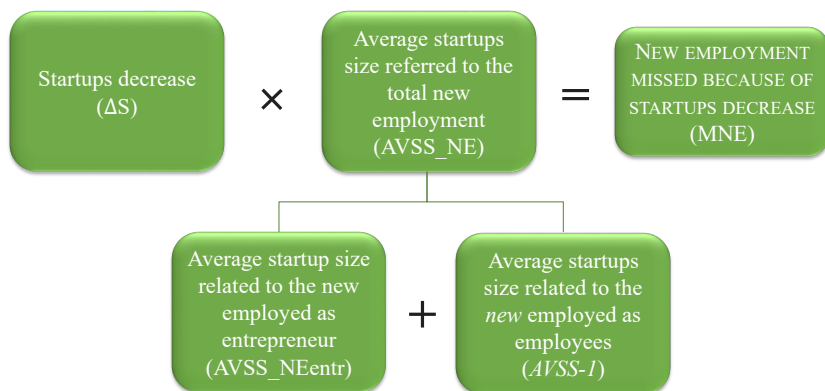 Startups decrease
(ΔS)
×
Average startups
size referred to the
total new
employment
(AVSS_NE)
=
NEW EMPLOYMENT
MISSED BECAUSE OF
STARTUPS DECREASE
(MNE)
Average startup size
related to the new
employed as
entrepreneur
(AVSS_NEentr)
+
Average startups
size related to the
new employed as
employees
(AVSS-1)